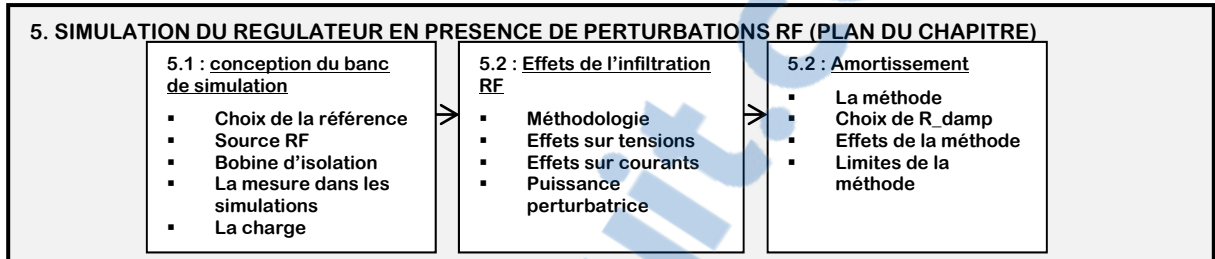 5. SIMULATION DU REGULATEUR EN PRESENCE DE PERTURBATIONS RF (PLAN DU CHAPITRE)
5.1 : conception du banc
de simulation
▪ Choix de la référence
▪ Source RF
▪ Bobine d'isolation
▪ La mesure dans les
simulations
▪ La charge
5.2 : Effets de l'infiltration
RF
▪ Méthodologie
▪ Effets sur tensions
▪ Effets sur courants
▪ Puissance
perturbatrice
5.2 : Amortissement
▪ La méthode
▪ Choix de R_damp
▪ Effets de la méthode
▪ Limites de la
méthode